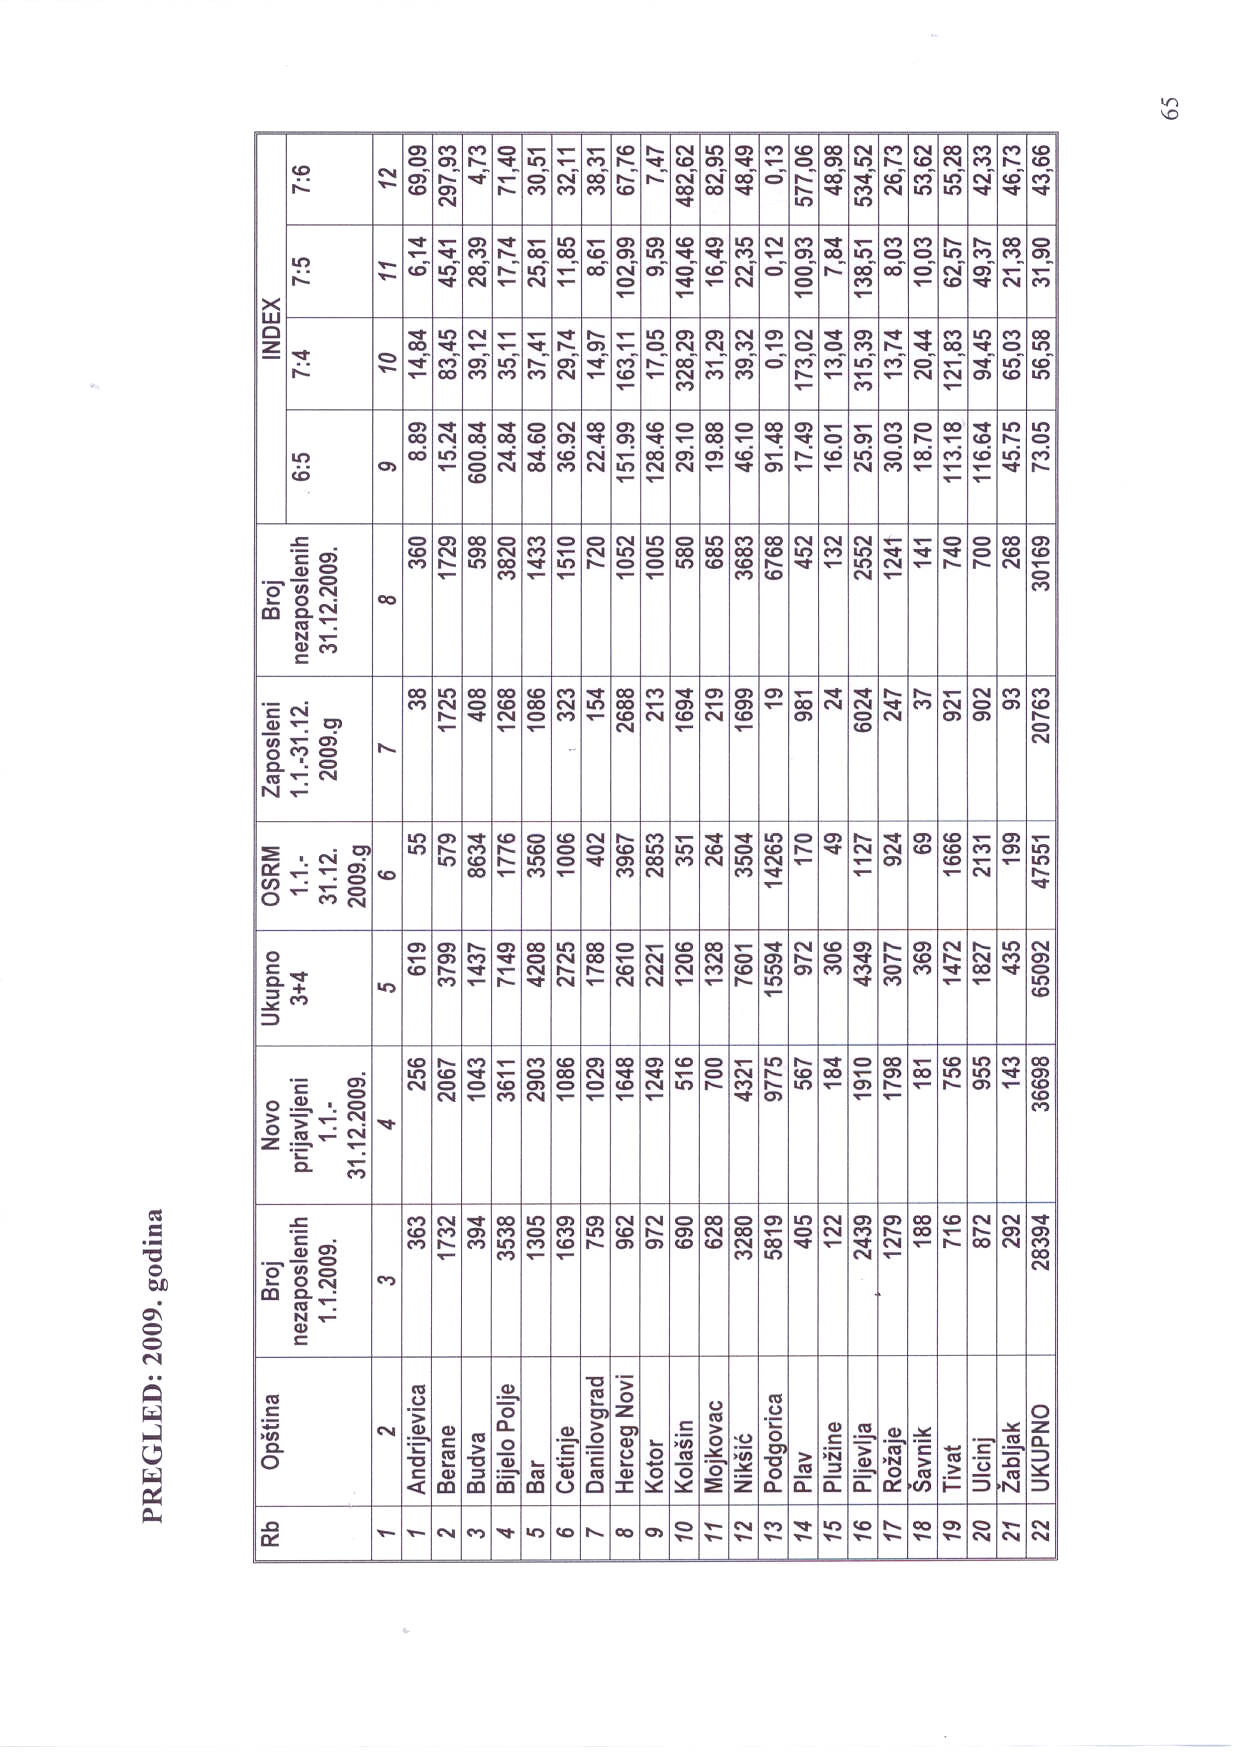 PREGLED: 2009. godina
Rb Opština Broj nezaposlenih 1.1.2009. Novo prijavljeni 1.1.- 31.12.2009. Ukupno 3+4 OSRM 1.1.- 31.12. 2009.g Zaposleni 1.1.-31.12. 2009.g Broj nezaposlenih 31.12.2009. INDEX
6:5 7:4 7:5 7:6
1 2 3 4 5 6 7 8 9 10 11 12
1 Andrijevica 363 256 619 55 38 360 8.89 14,84 6,14 69,09
2 Berane 1732 2067 3799 579 1725 1729 15.24 83,45 45,41 297,93
3 Budva 394 1043 1437 8634 408 598 600.84 39,12 28,39 4,73
4 Bijelo Polje 3538 3611 7149 1776 1268 3820 24.84 35,11 17,74 71,40
5 Bar 1305 2903 4208 3560 1086 1433 84.60 37,41 25,81 30,51
6 Cetinje 1639 1086 2725 1006 323 1510 36.92 29,74 11,85 32,11
7 Danilovgrad 759 1029 1788 402 154 720 22.48 14,97 8,61 38,31
8 Herceg Novi 962 1648 2610 3967 2688 1052 151.99 163,11 102,99 67,76
9 Kotor 972 1249 2221 2853 213 1005 128.46 17,05 9,59 7,47
10 Kolašin 690 516 1206 351 1694 580 29.10 328,29 140,46 482,62
11 Mojkovac 628 700 1328 264 219 685 19.88 31,29 16,49 82,95
12 Nikšić 3280 4321 7601 3504 1699 3683 46.10 39,32 22,35 48,49
13 Podgorica 5819 9775 15594 14265 19 6768 91.48 0,19 0,12 0,13
14 Plav 405 567 972 170 981 452 17.49 173,02 100,93 577,06
15 Plužine 122 184 306 49 24 132 16.01 13,04 7,84 48,98
16 Pljevlja 2439 1910 4349 1127 6024 2552 25.91 315,39 138,51 534,52
17 Rožaje 1279 1798 3077 924 247 1241 30.03 13,74 8,03 26,73
18 Šavnik 188 181 369 69 37 141 18.70 20,44 10,03 53,62
19 Tivat 716 756 1472 1666 921 740 113.18 121,83 62,57 55,28
20 Ulcinj 872 955 1827 2131 902 700 116.64 94,45 49,37 42,33
21 Žabljak 292 143 435 199 93 268 45.75 65,03 21,38 46,73
22 UKUPNO 28394 36698 65092 47551 20763 30169 73.05 56,58 31,90 43,66
65